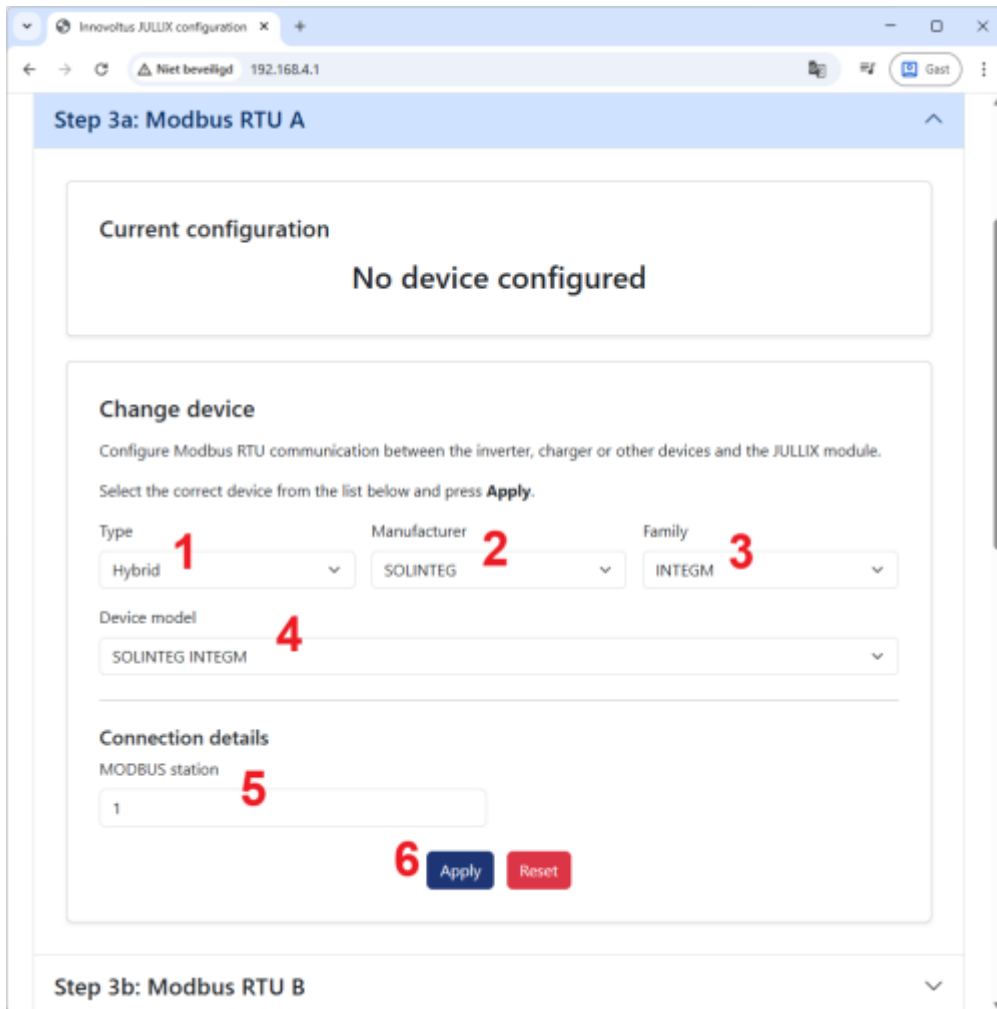 Innovoltus JULLIX configuration
Niet beveiligd 192.168.4.1
Gast
Step 3a: Modbus RTU A
Current configuration
No device configured
Change device
Configure Modbus RTU communication between the inverter, charger or other devices and the JULLIX module.
Select the correct device from the list below and press Apply.
Type 1
Manufacturer 2
Family 3
Hybrid
SOLINTEG
INTEGM
Device model 4
SOLINTEG INTEGM
Connection details
MODBUS station 5
1
6 Apply Reset
Step 3b: Modbus RTU B